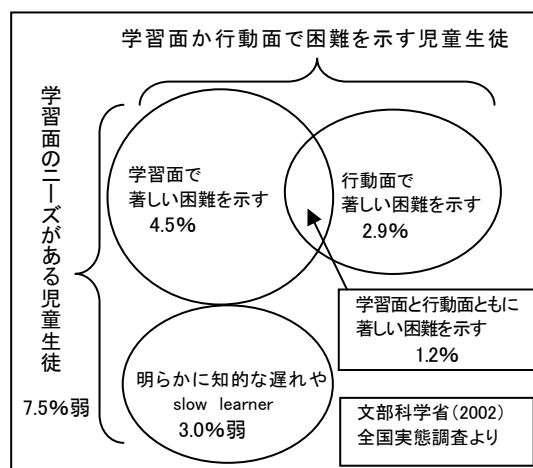 学習面か行動面で困難を示す児童生徒
学習面のニーズがある児童生徒
7.5%弱
学習面で
著しい困難を示す
4.5%
行動面で
著しい困難を示す
2.9%
学習面と行動面ともに
著しい困難を示す
1.2%
明らかに知的な遅れや
slow learner
3.0%弱
文部科学省(2002)
全国実態調査より